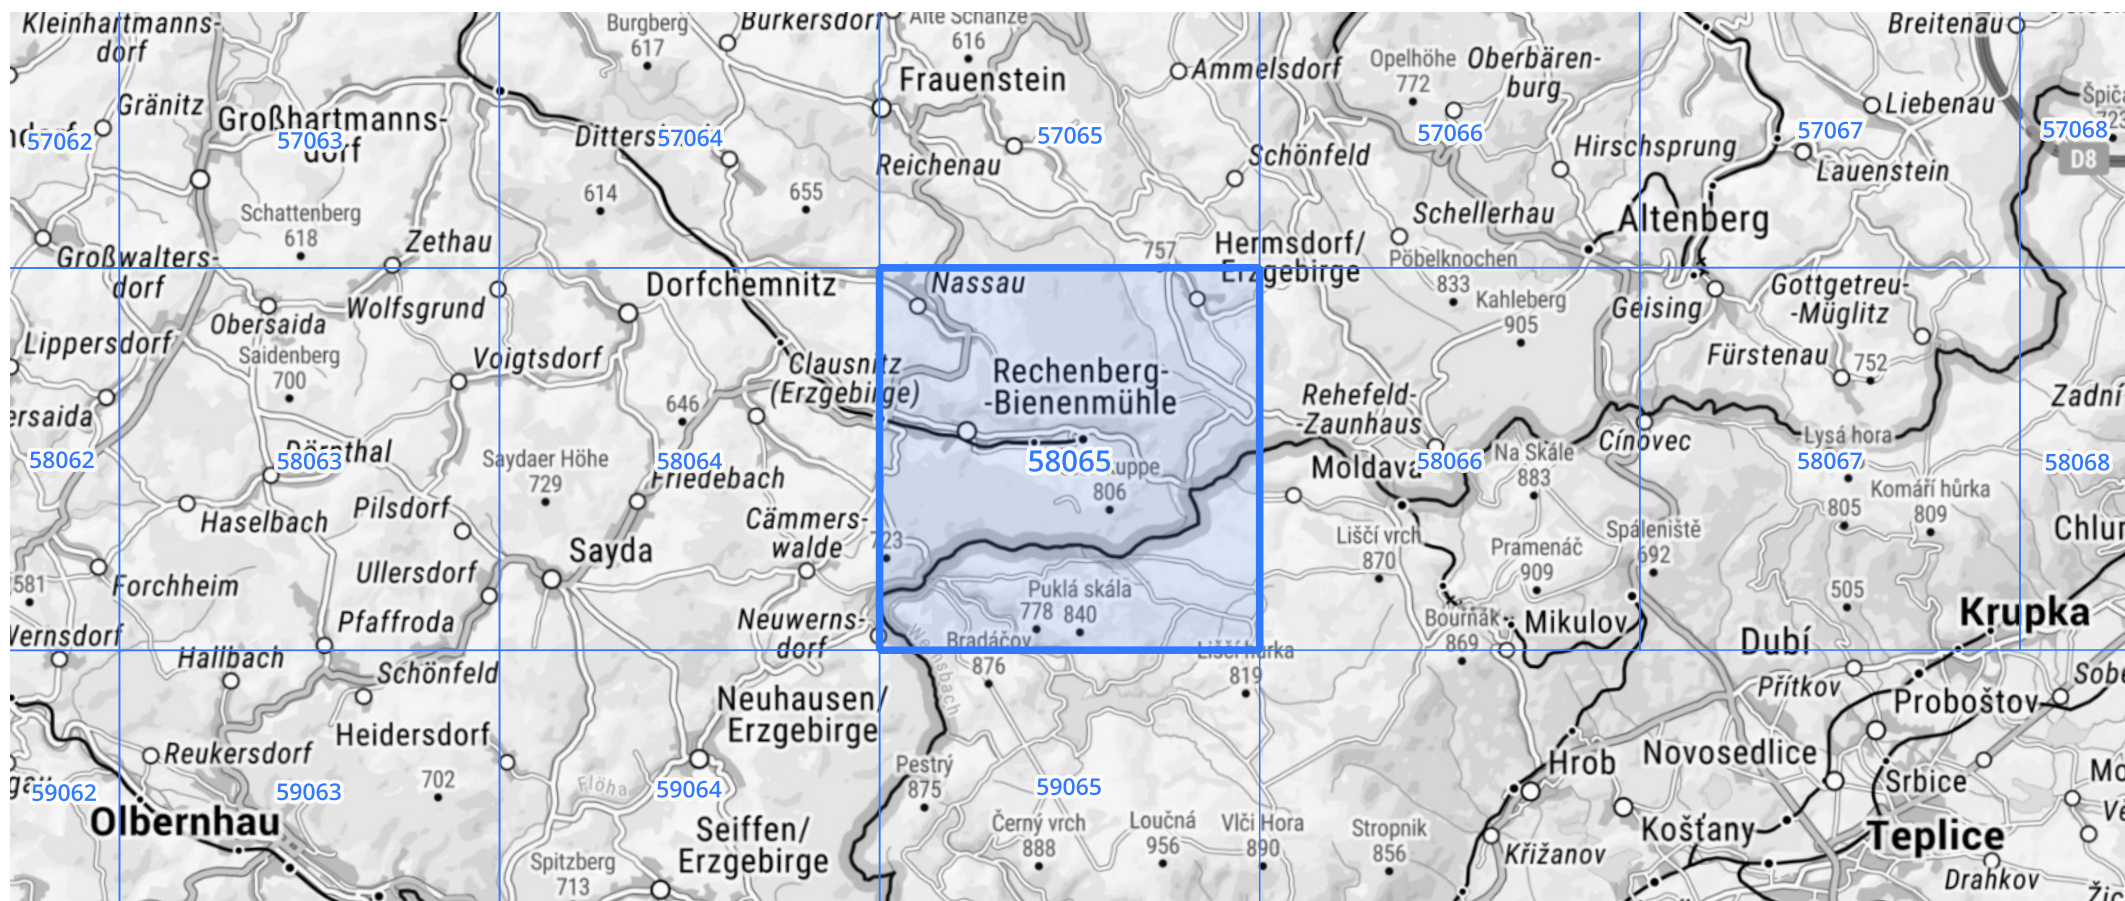 Kleinhartmanns-
dorf
Burgberg
617
Burkersdorf
Alte Schanze
616
Frauenstein
Ammelsdorf
Opelhöhe
772
Oberbären-
burg
Breitenau
Liebenau
Gränitz
Großhartmanns-
dorf
57062
57063
57064
57065
57066
57067
57068
D8
Reichenau
Schönfeld
Hirschsprung
Lauenstein
614
655
Schattenberg
618
Zethau
Schellerhau
Altenberg
Großwalters-
dorf
757
Hermsdorf/
Erzgebirge
Pöbelknochen
833
Kahleberg
905
Geising
Gottgetreu-
-Müglitz
Nassau
Dorfchemnitz
Wolfsgrund
Obersaida
Lippersdorf
Saidenberg
700
Voigtsdorf
Clausnitz
(Erzgebirge)
Rechenberg-
-Bienenmühle
Rehefeld-
-Zaunhaus
Fürstenau
752
Zadní
646
Cínovec
Lysá hora
58062
58063
58064
58065
58066
58067
58068
Saydaer Höhe
729
Friedebach
806
Moldava
Na Skále
883
Komáří hůrka
809
805
Haselbach
Pilsdorf
Cämmers-
walde
723
Liščí vrch
870
Pramenáč
909
Spáleniště
692
Sayda
Forchheim
581
Ullersdorf
Pfaffroda
Neuwerns-
dorf
Puklá skála
778
840
Bouřňák
869
Mikulov
505
Krupka
Dubí
Hallbach
Schönfeld
Bradáčov
876
Liščí hůrka
819
Přítkov
Proboštov
Neuhausen/
Erzgebirge
Heidersdorf
Reukersdorf
702
Flöha
Pestrý
875
Hrob
Novosedlice
Srbice
59062
59063
59064
59065
Olbernhau
Seiffen/
Erzgebirge
Spitzberg
713
Černý vrch
888
Loučná
956
Vlčí Hora
890
Stropnik
856
Křižanov
Košťany
Teplice
Drahkov